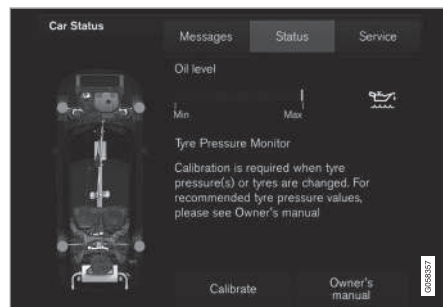 Car Status
Messages
Status
Service
Oil level
Min
Max
Tyre Pressure Monitor
Calibration is required when tyre
pressure(s) or tyres are changed. For
recommended tyre pressure values,
please see Owner's manual
Calibrate
Owner's
manual
G058357